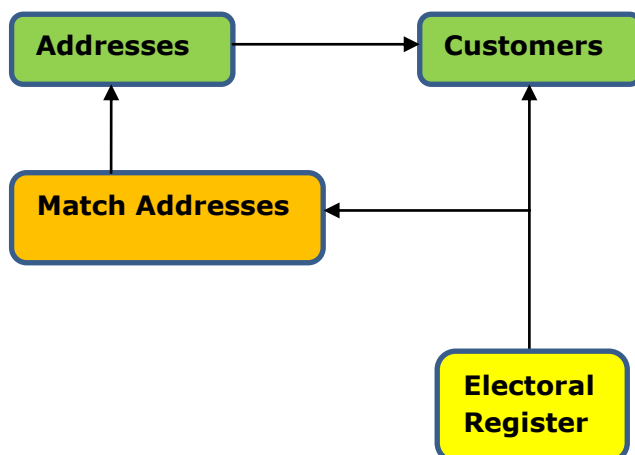 Addresses
Customers
Match Addresses
Electoral
Register